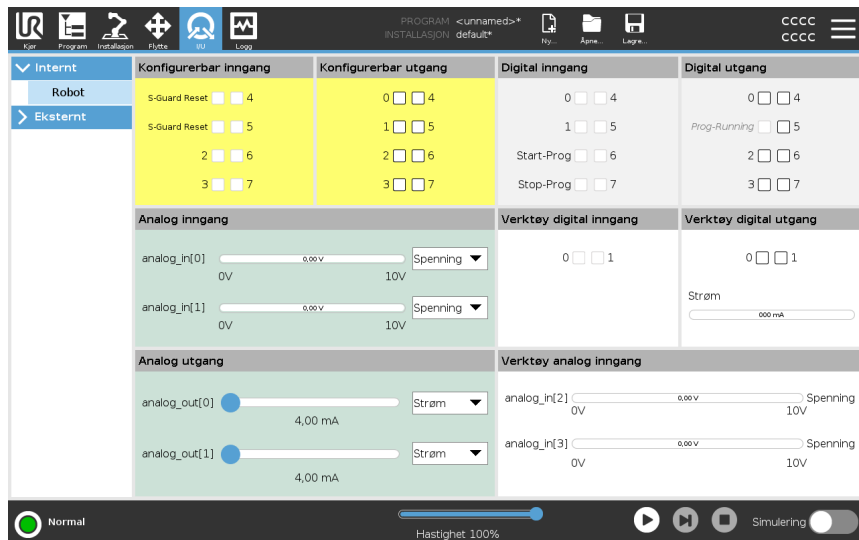 PROGRAM <unnamed>*
INSTALLASJON default*
CCCC
CCCC
Kjør Program Installasjon Flytte I/U Logg Ny... Åpne... Lagre...
Internt
Robot
Eksternt
Konfigurerbar inngang
S-Guard Reset 4
S-Guard Reset 5
2 6
3 7
Konfigurerbar utgang
0 4
1 5
2 6
3 7
Digital inngang
0 4
1 5
Start-Prog 6
Stop-Prog 7
Digital utgang
0 4
Prog-Running 5
2 6
3 7
Analog inngang
analog_in[0] 0,00 V Spenning
0V 10V
analog_in[1] 0,00 V Spenning
0V 10V
Verktøy digital inngang
0 1
Verktøy digital utgang
0 1
Strøm
000 mA
Analog utgang
analog_out[0] Strøm
4,00 mA
analog_out[1] Strøm
4,00 mA
Verktøy analog inngang
analog_in[2] 0,00 V Spenning
0V 10V
analog_in[3] 0,00 V Spenning
0V 10V
Normal
Hastighet 100%
Simulering